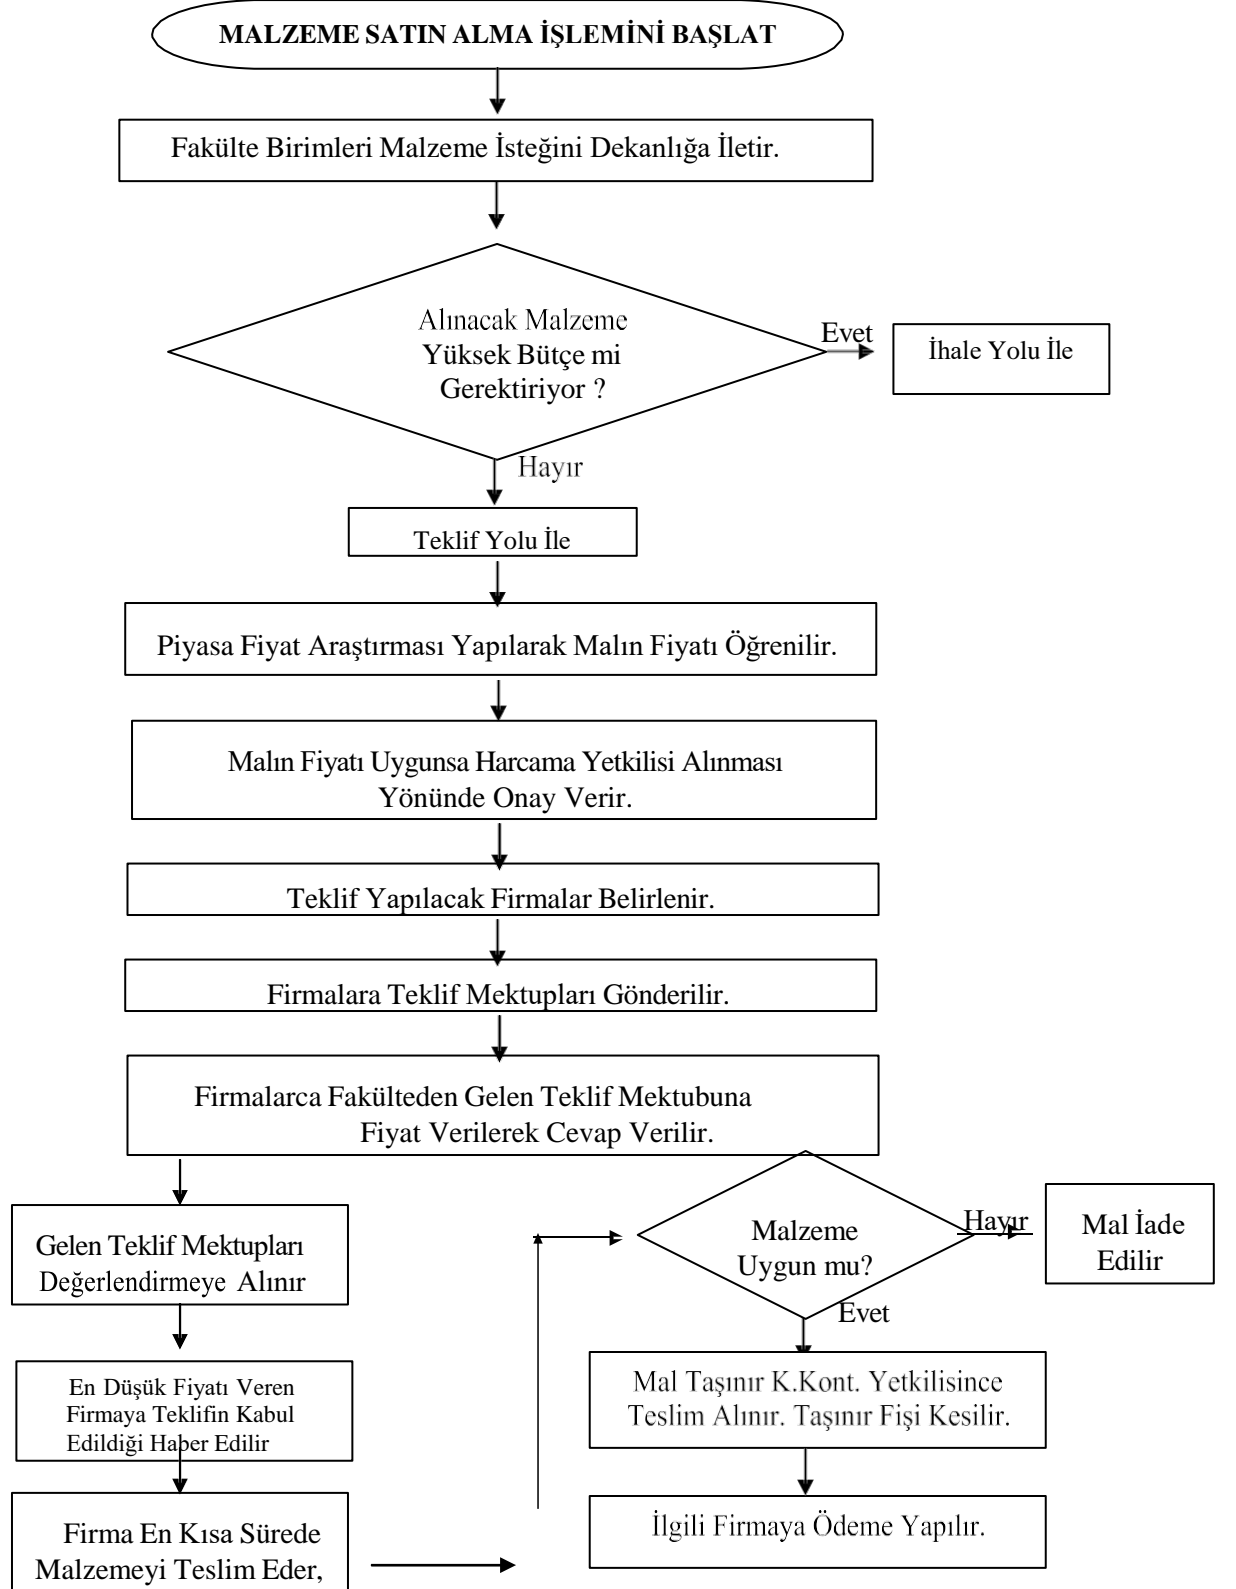 MALZEME SATIN ALMA İŞLEMİNİ BAŞLAT
Fakülte Birimleri Malzeme İsteğini Dekanlığa İletir.
Alınacak Malzeme
Yüksek Bütçe mi
Gerektiriyor ?
Evet
İhale Yolu İle
Hayır
Teklif Yolu İle
Piyasa Fiyat Araştırması Yapılarak Malın Fiyatı Öğrenilir.
Malın Fiyatı Uygunsa Harcama Yetkilisi Alınması
Yönünde Onay Verir.
Teklif Yapılacak Firmalar Belirlenir.
Firmalara Teklif Mektupları Gönderilir.
Firmalarca Fakülteden Gelen Teklif Mektubuna
Fiyat Verilerek Cevap Verilir.
Gelen Teklif Mektupları
Değerlendirmeye Alınır
En Düşük Fiyatı Veren
Firmaya Teklifin Kabul
Edildiği Haber Edilir
Firma En Kısa Sürede
Malzemeyi Teslim Eder,
Malzeme
Uygun mu?
Hayır
Mal İade
Edilir
Evet
Mal Taşınır K.Kont. Yetkilisince
Teslim Alınır. Taşınır Fişi Kesilir.
İlgili Firmaya Ödeme Yapılır.